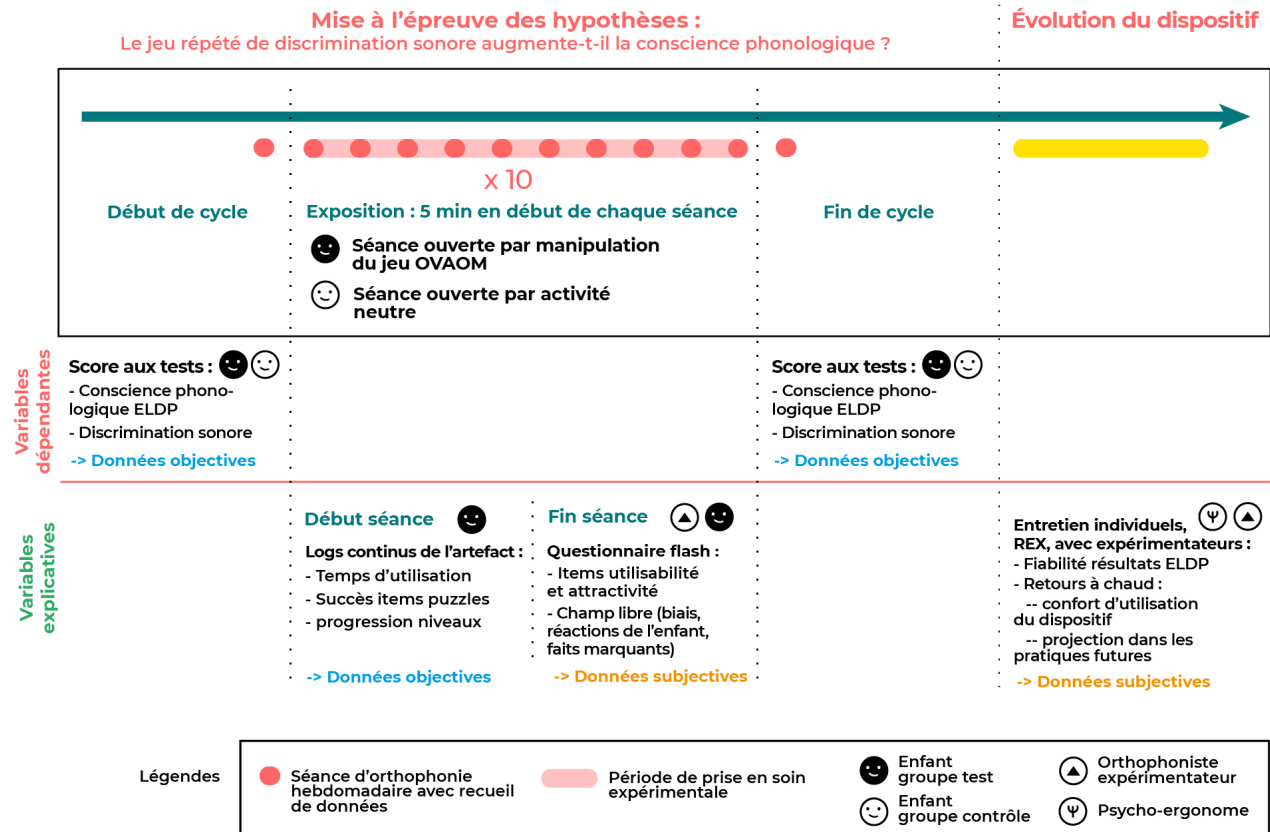 Mise à l'épreuve des hypothèses :
Le jeu répété de discrimination sonore augmente-t-il la conscience phonologique ?
Évolution du dispositif
x 10
Début de cycle
Exposition : 5 min en début de chaque séance
Fin de cycle
Séance ouverte par manipulation
du jeu OVAOM
Séance ouverte par activité
neutre
Variables
dépendantes
Score aux tests :
- Conscience phono-
logique ELDP
- Discrimination sonore
-> Données objectives
Score aux tests :
- Conscience phono-
logique ELDP
- Discrimination sonore
-> Données objectives
Variables
explicatives
Début séance
Logs continus de l'artefact :
- Temps d'utilisation
- Succès items puzzles
- progression niveaux
-> Données objectives
Fin séance
Questionnaire flash :
- Items utilisabilité
et attractivité
- Champ libre (biais,
réactions de l'enfant,
faits marquants)
-> Données subjectives
Entretien individuels,
REX, avec expérimentateurs :
- Fiabilité résultats ELDP
- Retours à chaud :
-- confort d'utilisation
du dispositif
-- projection dans les
pratiques futures
-> Données subjectives
Légendes
Séance d'orthophonie
hebdomadaire avec recueil
de données
Période de prise en soin
expérimentale
Enfant
groupe test
Enfant
groupe contrôle
Orthophoniste
expérimentateur
Ψ Psycho-ergonome